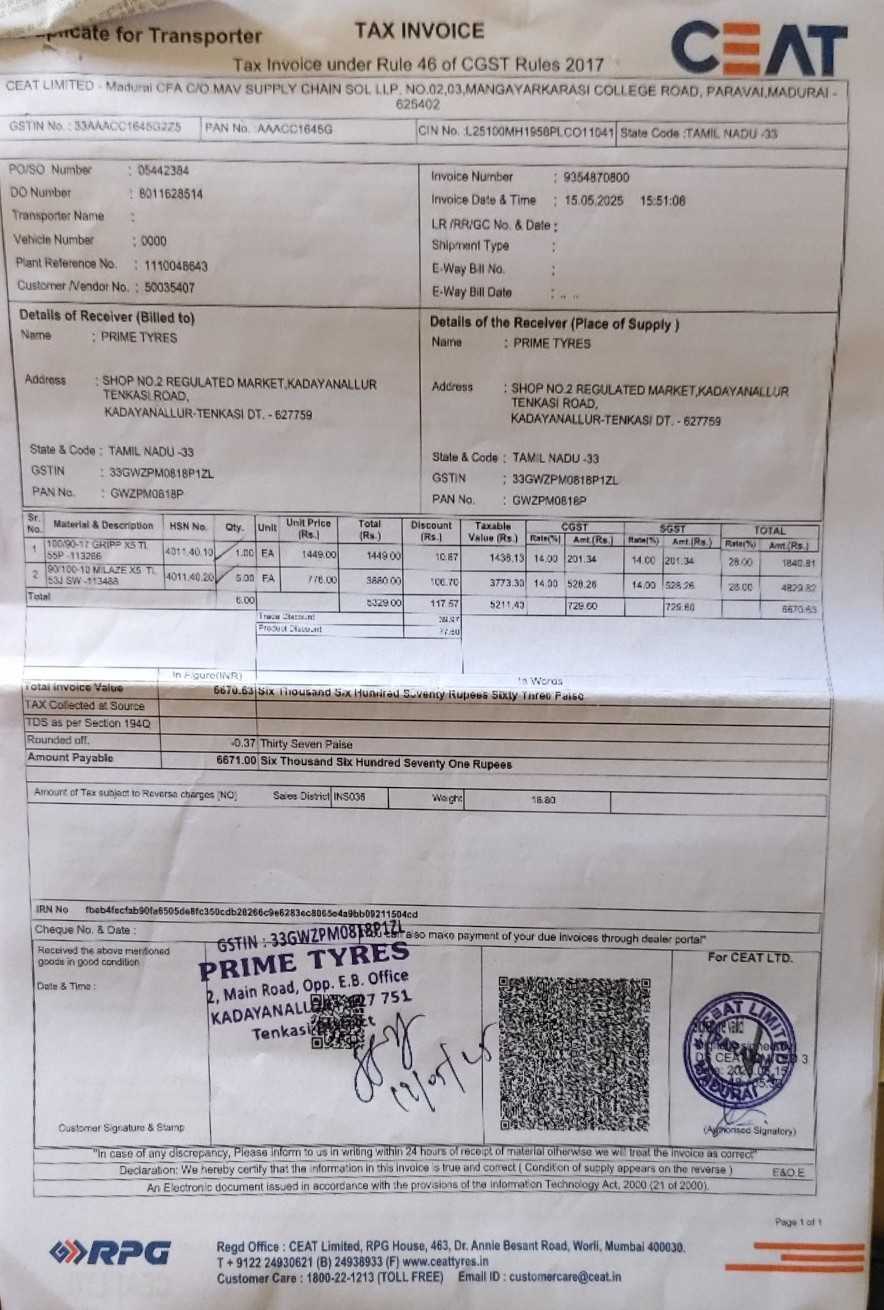 plicate for Transporter
TAX INVOICE
Tax Invoice under Rule 46 of CGST Rules 2017
CEAT
CEAT LIMITED - Madurai CFA C/O.MAV SUPPLY CHAIN SOL LLP, NO.02,03,MANGAYARKARASI COLLEGE ROAD, PARAVAI,MADURAI - 625402
GSTIN No. : 33AAACC1645G2Z5 PAN No. :AAACC1645G CIN No. :L25100MH1958PLCO11041 State Code :TAMIL NADU -33
PO/SO Number : 05442384
DO Number : 8011628514
Transporter Name :
Vehicle Number : 0000
Plant Reference No. : 1110048643
Customer /Vendor No. : 50035407
Invoice Number : 9354870800
Invoice Date & Time : 15.05.2025 15:51:08
LR /RR/GC No. & Date :
Shipment Type :
E-Way Bill No. :
E-Way Bill Date : .. ..
Details of Receiver (Billed to)
Name : PRIME TYRES
Address : SHOP NO.2 REGULATED MARKET,KADAYANALLUR
TENKASI ROAD,
KADAYANALLUR-TENKASI DT. - 627759
State & Code : TAMIL NADU -33
GSTIN : 33GWZPM0818P1ZL
PAN No. : GWZPM0818P
Details of the Receiver (Place of Supply )
Name : PRIME TYRES
Address : SHOP NO.2 REGULATED MARKET,KADAYANALLUR
TENKASI ROAD,
KADAYANALLUR-TENKASI DT. - 627759
State & Code : TAMIL NADU -33
GSTIN : 33GWZPM0818P1ZL
PAN No. : GWZPM0818P
Sr. No. Material & Description HSN No. Qty. Unit Unit Price (Rs.) Total (Rs.) Discount (Rs.) Taxable Value (Rs.) CGST SGST TOTAL
Rate(%) Amt.(Rs.) Rate(%) Amt.(Rs.) Rate(%) Amt.(Rs.)
1 100/90-17 GRIPP X5 TL 55P -113266 4011.40.10 1.00 EA 1449.00 1449.00 10.87 1438.13 14.00 201.34 14.00 201.34 28.00 1840.81
2 90/100-10 MILAZE X5 TL 53J SW -113488 4011.40.20 5.00 EA 776.00 3880.00 106.70 3773.30 14.00 528.26 14.00 528.26 28.00 4829.82
Total 6.00 5329.00 117.57 5211.43 729.60 729.60 6670.63
Trade Discount 39.97
Product Discount 77.60
In Figure(INR) In Words
Total Invoice Value 6670.63 Six Thousand Six Hundred Seventy Rupees Sixty Three Paise
TAX Collected at Source
TDS as per Section 194Q
Rounded off. -0.37 Thirty Seven Paise
Amount Payable 6671.00 Six Thousand Six Hundred Seventy One Rupees
Amount of Tax subject to Reverse charges [NO] Sales District INS036 Weight 16.80
IRN No fbeb4fecfab90fa6505de8fc350cdb28266c9e6283ec8065e4a9bb09211504cd
Cheque No. & Date : also make payment of your due invoices through dealer portal"
Received the above mentioned
goods in good condition
Date & Time :
Customer Signature & Stamp
GSTIN : 33GWZPM0818P1ZL
PRIME TYRES
2, Main Road, Opp. E.B. Office
KADAYANALLUR 627 751
Tenkasi
For CEAT LTD.
CEAT LIMITED
MADURAI
(Authorised Signatory)
"In case of any discrepancy, Please inform to us in writing within 24 hours of receipt of material otherwise we will treat the invoice as correct"
Declaration: We hereby certify that the information in this invoice is true and correct ( Condition of supply appears on the reverse ) E&O.E
An Electronic document issued in accordance with the provisions of the Information Technology Act, 2000 (21 of 2000).
Page 1 of 1
RPG
Regd Office : CEAT Limited, RPG House, 463, Dr. Annie Besant Road, Worli, Mumbai 400030.
T + 9122 24930621 (B) 24938933 (F) www.ceattyres.in
Customer Care : 1800-22-1213 (TOLL FREE) Email ID : customercare@ceat.in